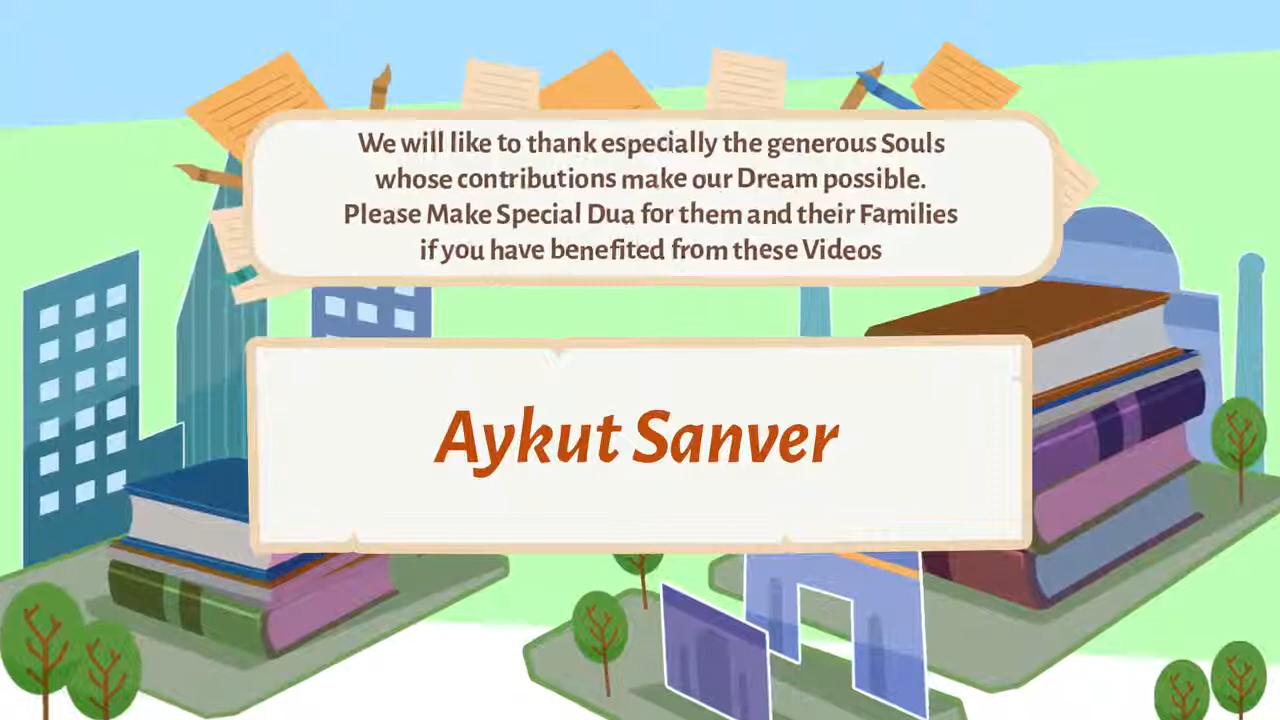 We will like to thank especially the generous Souls
whose contributions make our Dream possible.
Please Make Special Dua for them and their Families
if you have benefited from these Videos
Aykut Sanver